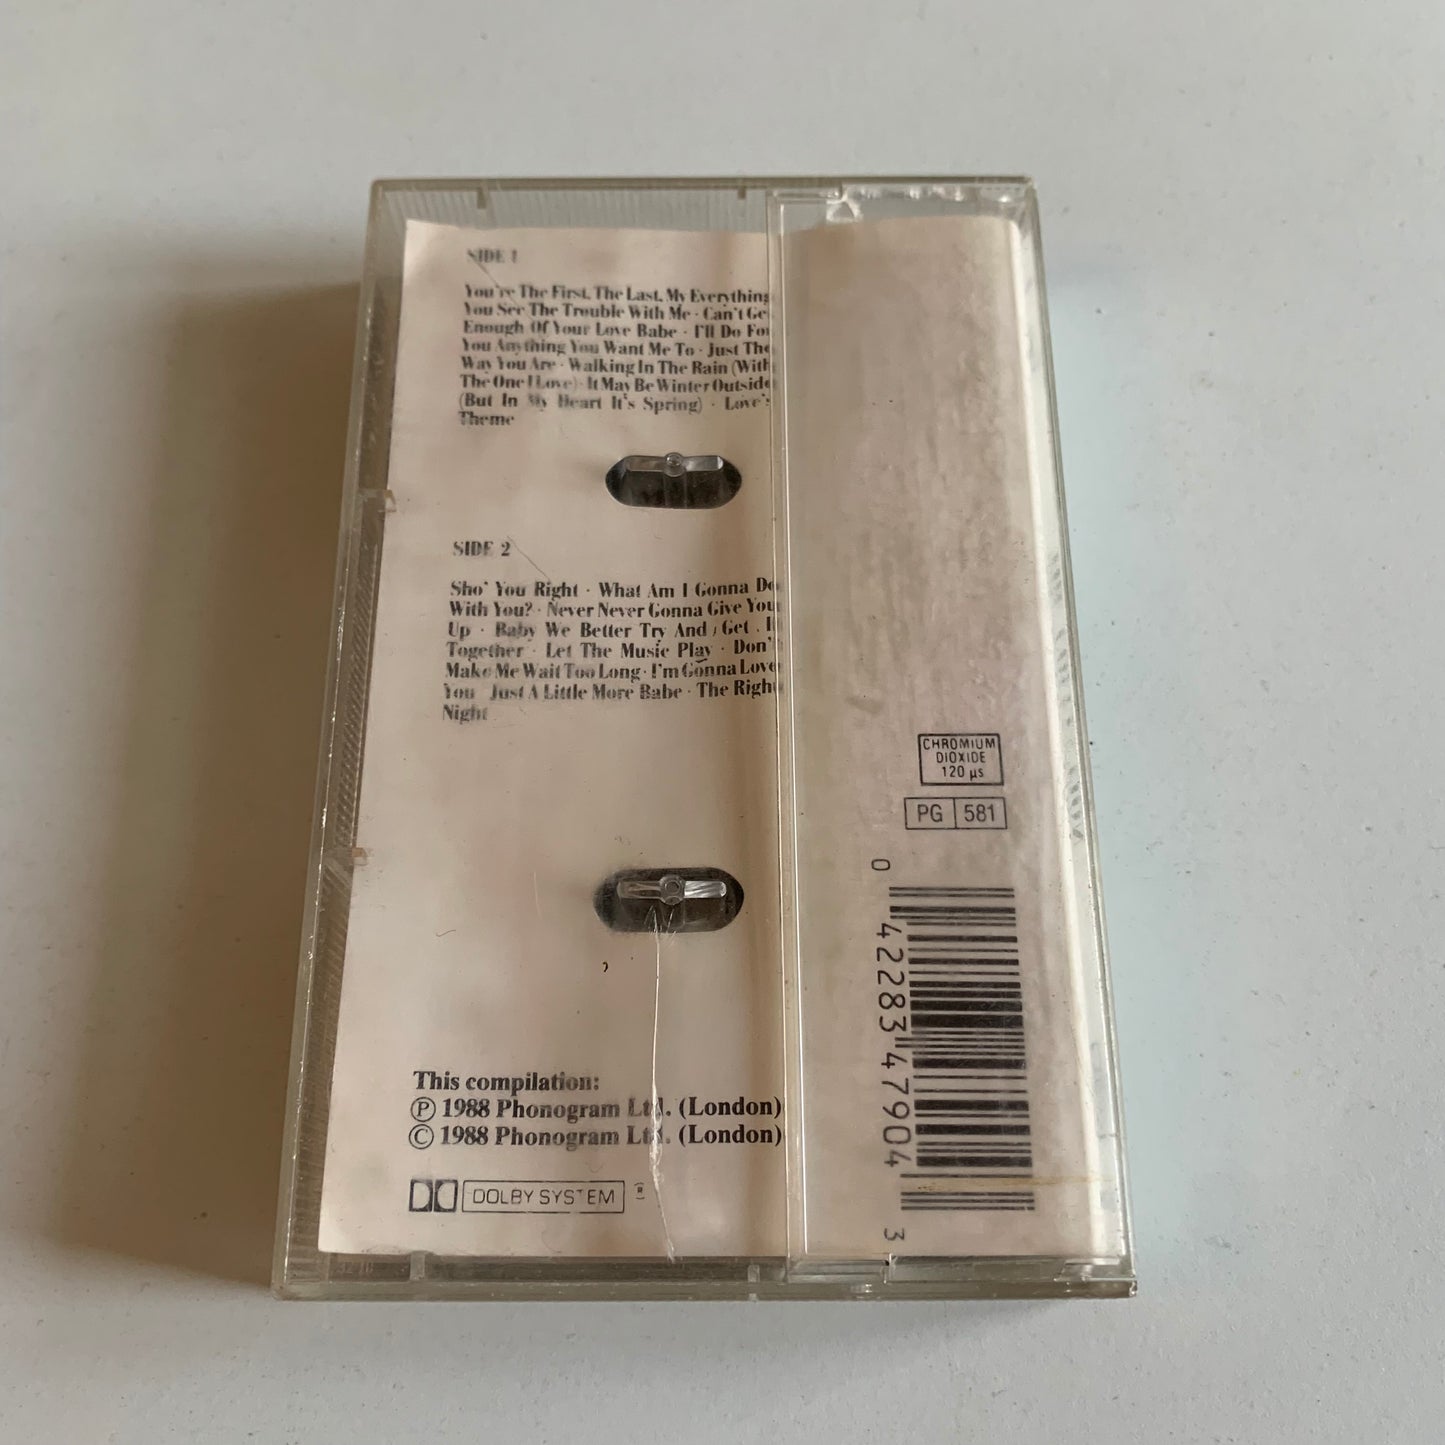 SIDE 1
You're The First, The Last, My Everything
You See The Trouble With Me · Can't Ge
Enough Of Your Love Babe · I'll Do Fo
You Anything You Want Me To · Just The
Way You Are · Walking In The Rain (With
The One I Love) · It May Be Winter Outside
(But In My Heart It's Spring) · Love's
Theme
SIDE 2
Sho' You Right · What Am I Gonna Do
With You? · Never Never Gonna Give You
Up · Baby We Better Try And Get I
Together · Let The Music Play · Don'
Make Me Wait Too Long · I'm Gonna Love
You Just A Little More Babe · The Right
Night
This compilation:
Ⓟ 1988 Phonogram Ltd. (London)
© 1988 Phonogram Ltd. (London)
DOLBY SYSTEM
CHROMIUM
DIOXIDE
120 µs
PG 581
0 42283 47904 3